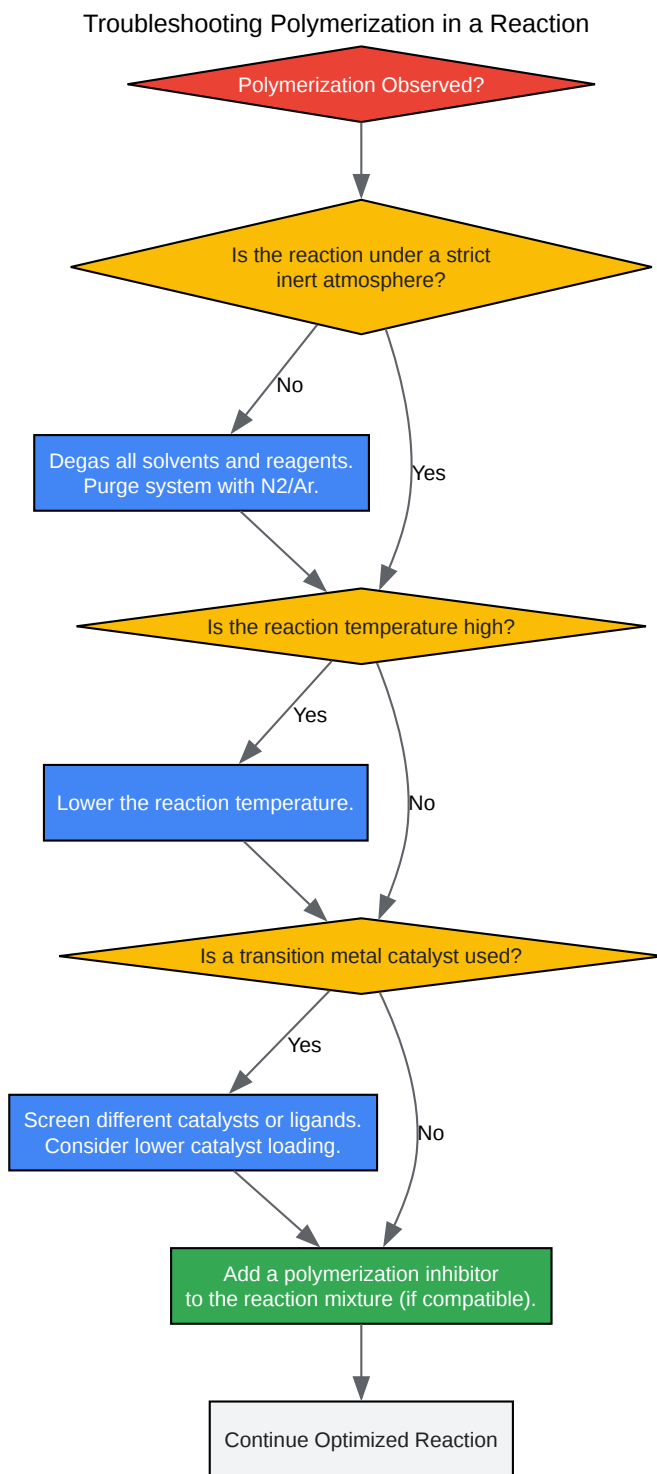 Troubleshooting Polymerization in a Reaction
Polymerization Observed?
Is the reaction under a strict
inert atmosphere?
No
Degas all solvents and reagents.
Purge system with N2/Ar.
Yes
Is the reaction temperature high?
Yes
Lower the reaction temperature.
No
Is a transition metal catalyst used?
Yes
Screen different catalysts or ligands.
Consider lower catalyst loading.
No
Add a polymerization inhibitor
to the reaction mixture (if compatible).
Continue Optimized Reaction